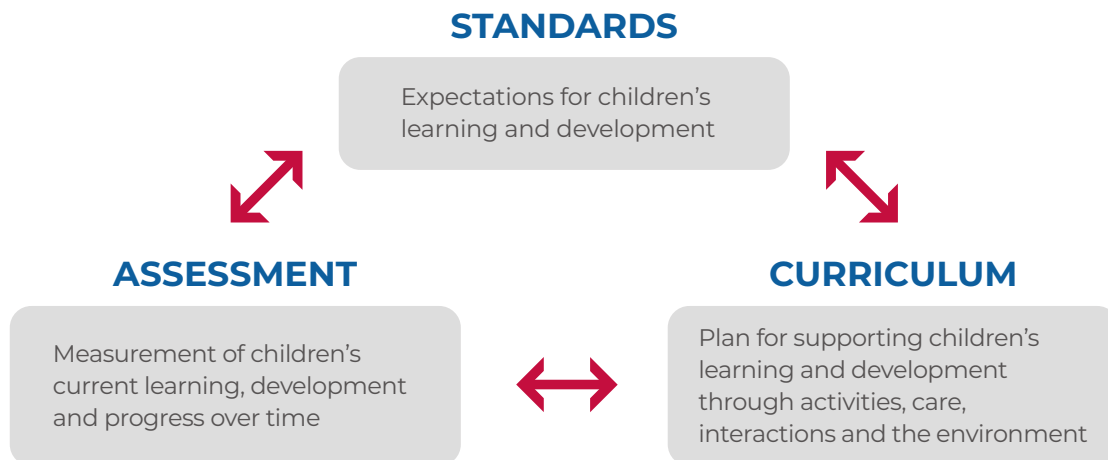 STANDARDS
Expectations for children’s
learning and development
ASSESSMENT
Measurement of children’s
current learning, development
and progress over time
CURRICULUM
Plan for supporting children’s
learning and development
through activities, care,
interactions and the environment